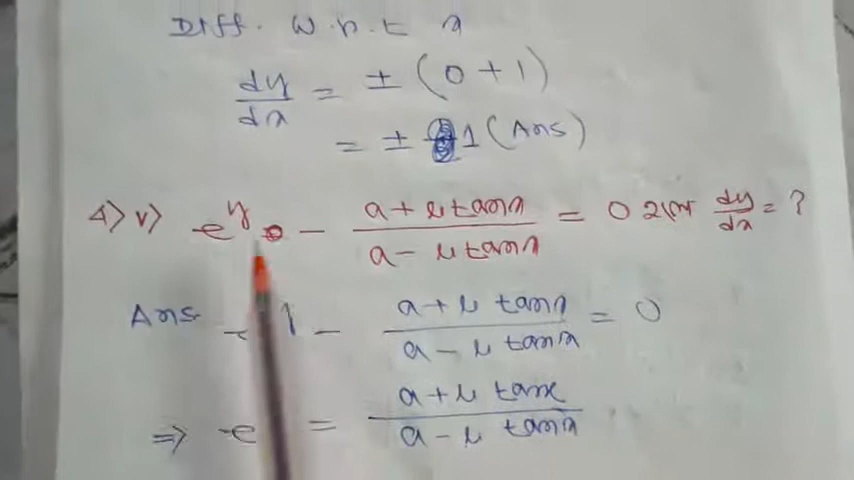 Diff. w.r.t x
dy/dx = ± (0 + 1)
= ± 1 (Ans)
4> v> e^y - (a + b tanx)/(a - b tanx) = 0 হলে dy/dx = ?
Ans - (a + b tanx)/(a - b tanx) = 0
⇒ e = (a + b tanx)/(a - b tanx)